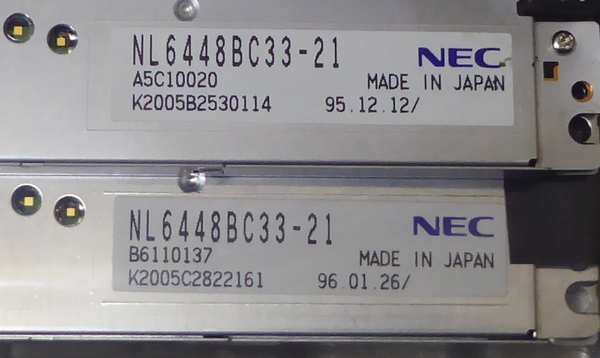 NL6448BC33-21 NEC
A5C10020 MADE IN JAPAN
K2005B2530114 95.12.12/
NL6448BC33-21 NEC
B6110137 MADE IN JAPAN
K2005C2822161 96.01.26/